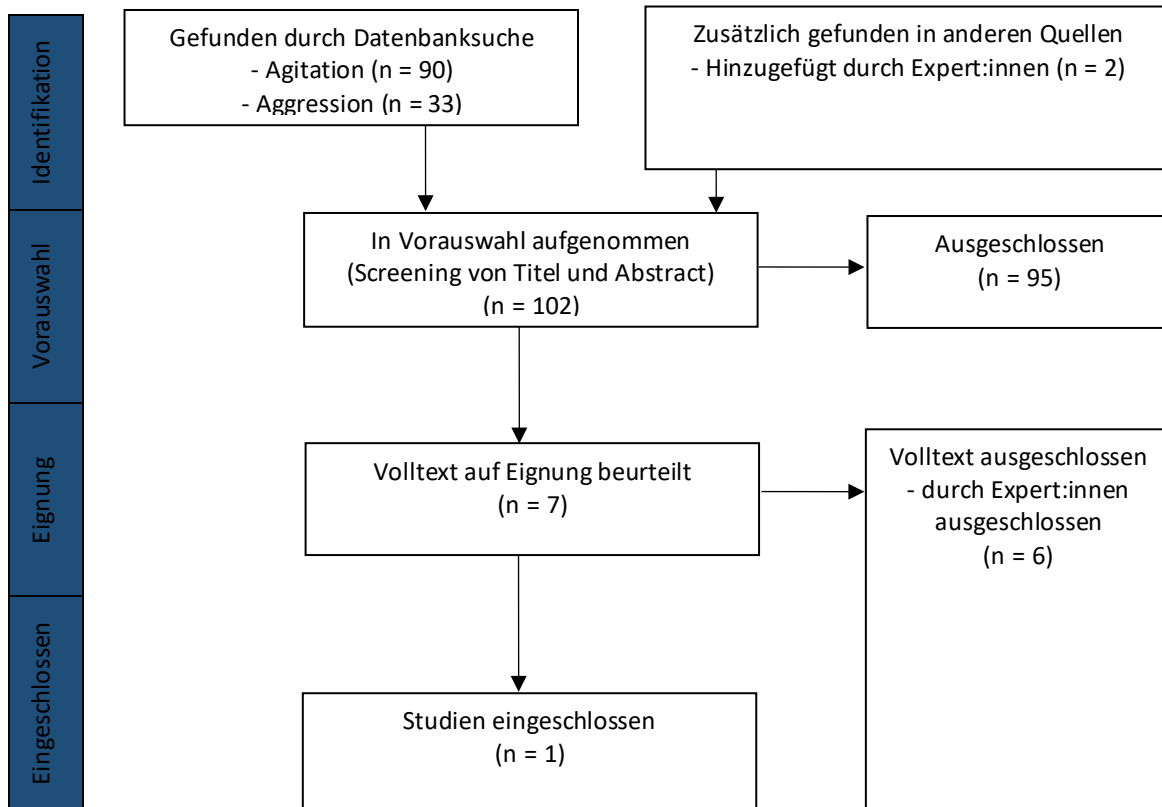 Identifikation
Gefunden durch Datenbanksuche
- Agitation (n = 90)
- Aggression (n = 33)
Zusätzlich gefunden in anderen Quellen
- Hinzugefügt durch Expert:innen (n = 2)
Vorauswahl
In Vorauswahl aufgenommen
(Screening von Titel und Abstract)
(n = 102)
Ausgeschlossen
(n = 95)
Eignung
Volltext auf Eignung beurteilt
(n = 7)
Volltext ausgeschlossen
- durch Expert:innen
ausgeschlossen
(n = 6)
Eingeschlossen
Studien eingeschlossen
(n = 1)